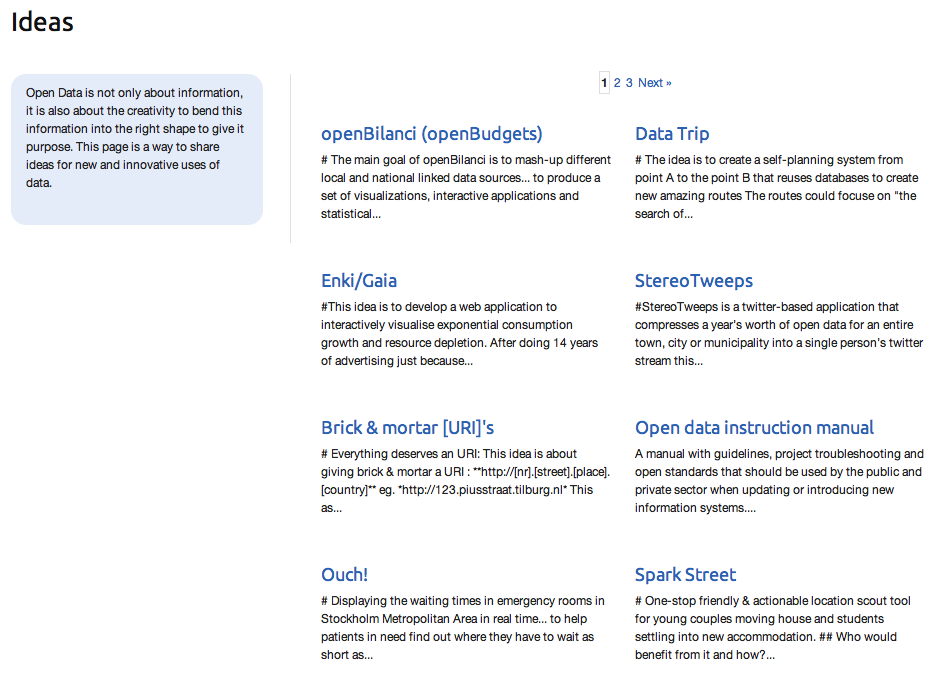 Ideas
Open Data is not only about information,
it is also about the creativity to bend this
information into the right shape to give it
purpose. This page is a way to share
ideas for new and innovative uses of
data.
1 2 3 Next »
openBilanci (openBudgets)
# The main goal of openBilanci is to mash-up different
local and national linked data sources... to produce a
set of visualizations, interactive applications and
statistical...
Data Trip
# The idea is to create a self-planning system from
point A to the point B that reuses databases to create
new amazing routes The routes could focus on "the
search of...
Enki/Gaia
#This idea is to develop a web application to
interactively visualise exponential consumption
growth and resource depletion. After doing 14 years
of advertising just because...
StereoTweeps
#StereoTweeps is a twitter-based application that
compresses a year's worth of open data for an entire
town, city or municipality into a single person's twitter
stream this...
Brick & mortar [URI]'s
# Everything deserves an URI: This idea is about
giving brick & mortar a URI : **http://[nr].[street].[place].
[country]** eg. *http://123.piusstraat.tilburg.nl* This
as...
Open data instruction manual
A manual with guidelines, project troubleshooting and
open standards that should be used by the public and
private sector when updating or introducing new
information systems....
Ouch!
# Displaying the waiting times in emergency rooms in
Stockholm Metropolitan Area in real time... to help
patients in need find out where they have to wait as
short as...
Spark Street
# One-stop friendly & actionable location scout tool
for young couples moving house and students
settling into new accommodation. ## Who would
benefit from it and how?...